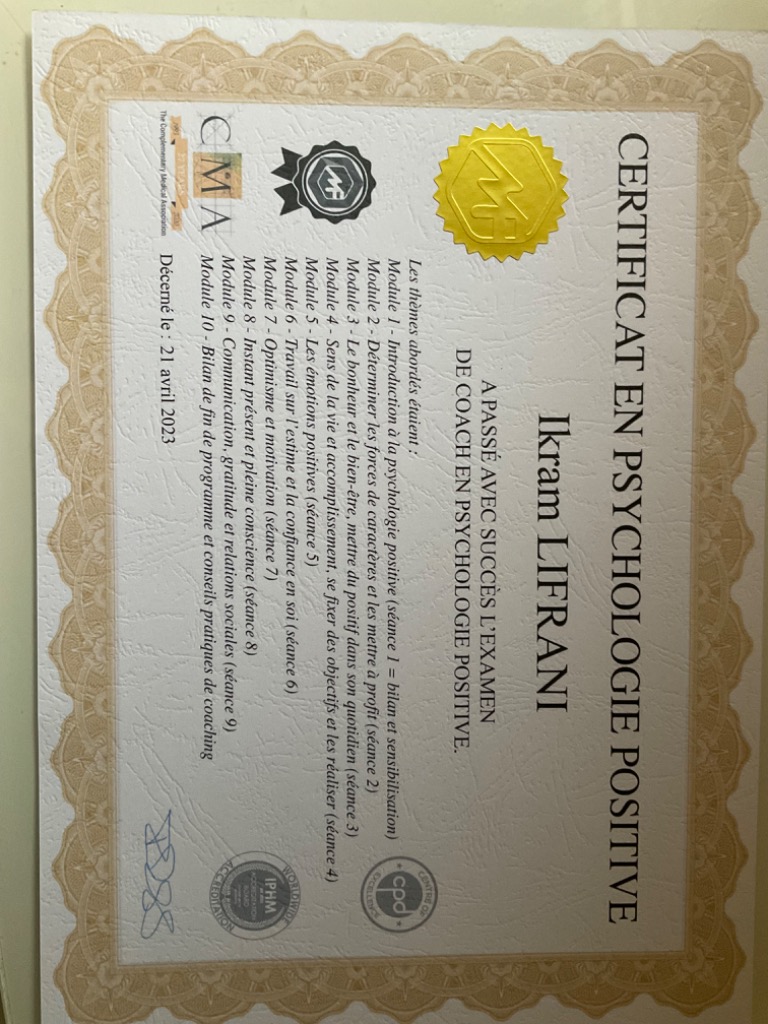 CERTIFICAT EN PSYCHOLOGIE POSITIVE
Ikram LIFRANI
A PASSÉ AVEC SUCCÈS L'EXAMEN
DE COACH EN PSYCHOLOGIE POSITIVE.
Les thèmes abordés étaient :
Module 1 - Introduction à la psychologie positive (séance 1 = bilan et sensibilisation)
Module 2 - Déterminer les forces de caractères et les mettre à profit (séance 2)
Module 3 - Le bonheur et le bien-être, mettre du positif dans son quotidien (séance 3)
Module 4 - Sens de la vie et accomplissement, se fixer des objectifs et les réaliser (séance 4)
Module 5 - Les émotions positives (séance 5)
Module 6 - Travail sur l'estime et la confiance en soi (séance 6)
Module 7 - Optimisme et motivation (séance 7)
Module 8 - Instant présent et pleine conscience (séance 8)
Module 9 - Communication, gratitude et relations sociales (séance 9)
Module 10 - Bilan de fin de programme et conseils pratiques de coaching
Décerné le : 21 avril 2023
CMA
The Complementary Medical Association
CENTRE OF
cpd
EXCELLENCE
WORLDWIDE
IPHM
ACCREDITATION
BOARD
ACCREDITATION